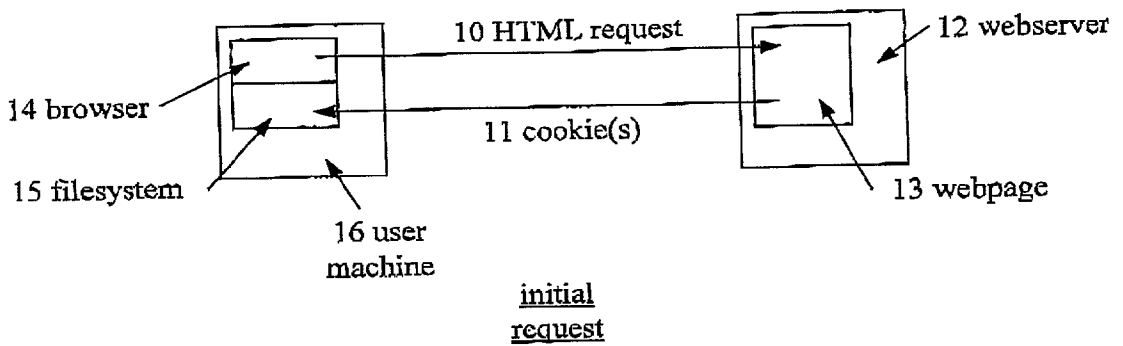 10 HTML request
12 webserver
14 browser
11 cookie(s)
15 filesystem
13 webpage
16 user
machine
initial
request